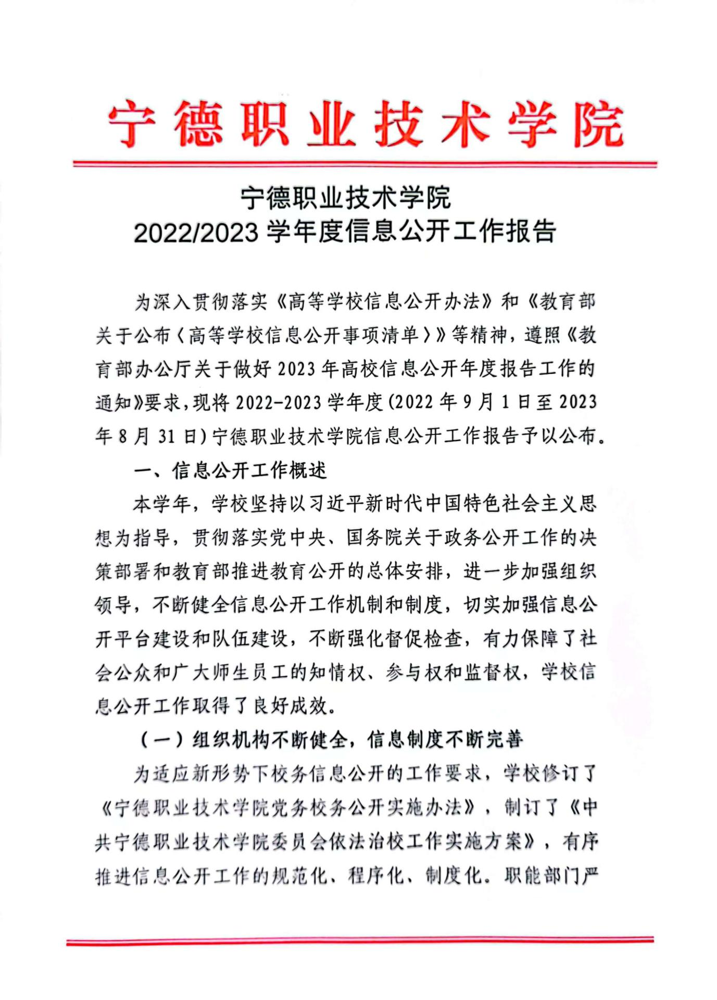 宁德职业技术学院
宁德职业技术学院
2022/2023 学年度信息公开工作报告
为深入贯彻落实《高等学校信息公开办法》和《教育部
关于公布〈高等学校信息公开事项清单〉》等精神，遵照《教
育部办公厅关于做好 2023 年高校信息公开年度报告工作的
通知》要求，现将 2022-2023 学年度(2022 年 9 月 1 日至 2023
年 8 月 31 日)宁德职业技术学院信息公开工作报告予以公布。
一、信息公开工作概述
本学年，学校坚持以习近平新时代中国特色社会主义思
想为指导，贯彻落实党中央、国务院关于政务公开工作的决
策部署和教育部推进教育公开的总体安排，进一步加强组织
领导，不断健全信息公开工作机制和制度，切实加强信息公
开平台建设和队伍建设，不断强化督促检查，有力保障了社
会公众和广大师生员工的知情权、参与权和监督权，学校信
息公开工作取得了良好成效。
（一）组织机构不断健全，信息制度不断完善
为适应新形势下校务信息公开的工作要求，学校修订了
《宁德职业技术学院党务校务公开实施办法》，制订了《中
共宁德职业技术学院委员会依法治校工作实施方案》，有序
推进信息公开工作的规范化、程序化、制度化。职能部门严